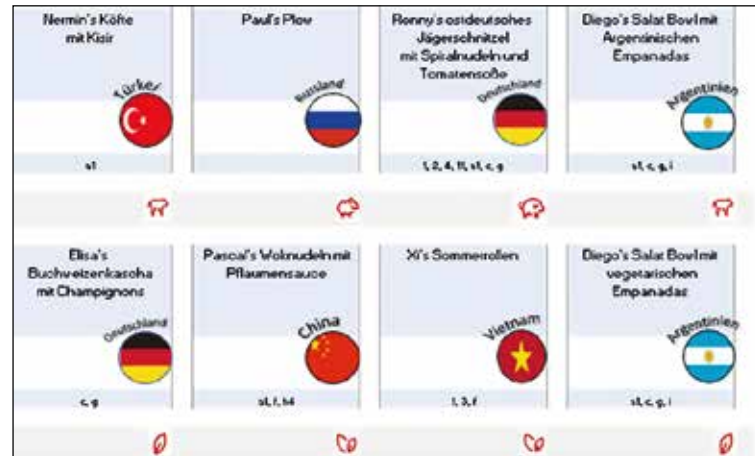 Nermin's Köfte
mit Kisir
Türkei
a1
Paul's Plow
Russland
Ronny's ostdeutsches
Jägerschnitzel
mit Spiralnudeln und
Tomatensoße
Deutschland
1, 2, 4, 11, a1, c, g
Diego's Salat Bowl mit
Argentinischen
Empanadas
Argentinien
a1, c, g, i
Elisa's
Buchweizenkascha
mit Champignons
Deutschland
c, g
Pascal's Woknudeln mit
Pflaumensauce
China
a1, f, h4
Xi's Sommerrollen
Vietnam
1, 3, f
Diego's Salat Bowl mit
vegetarischen
Empanadas
Argentinien
a1, c, g, i